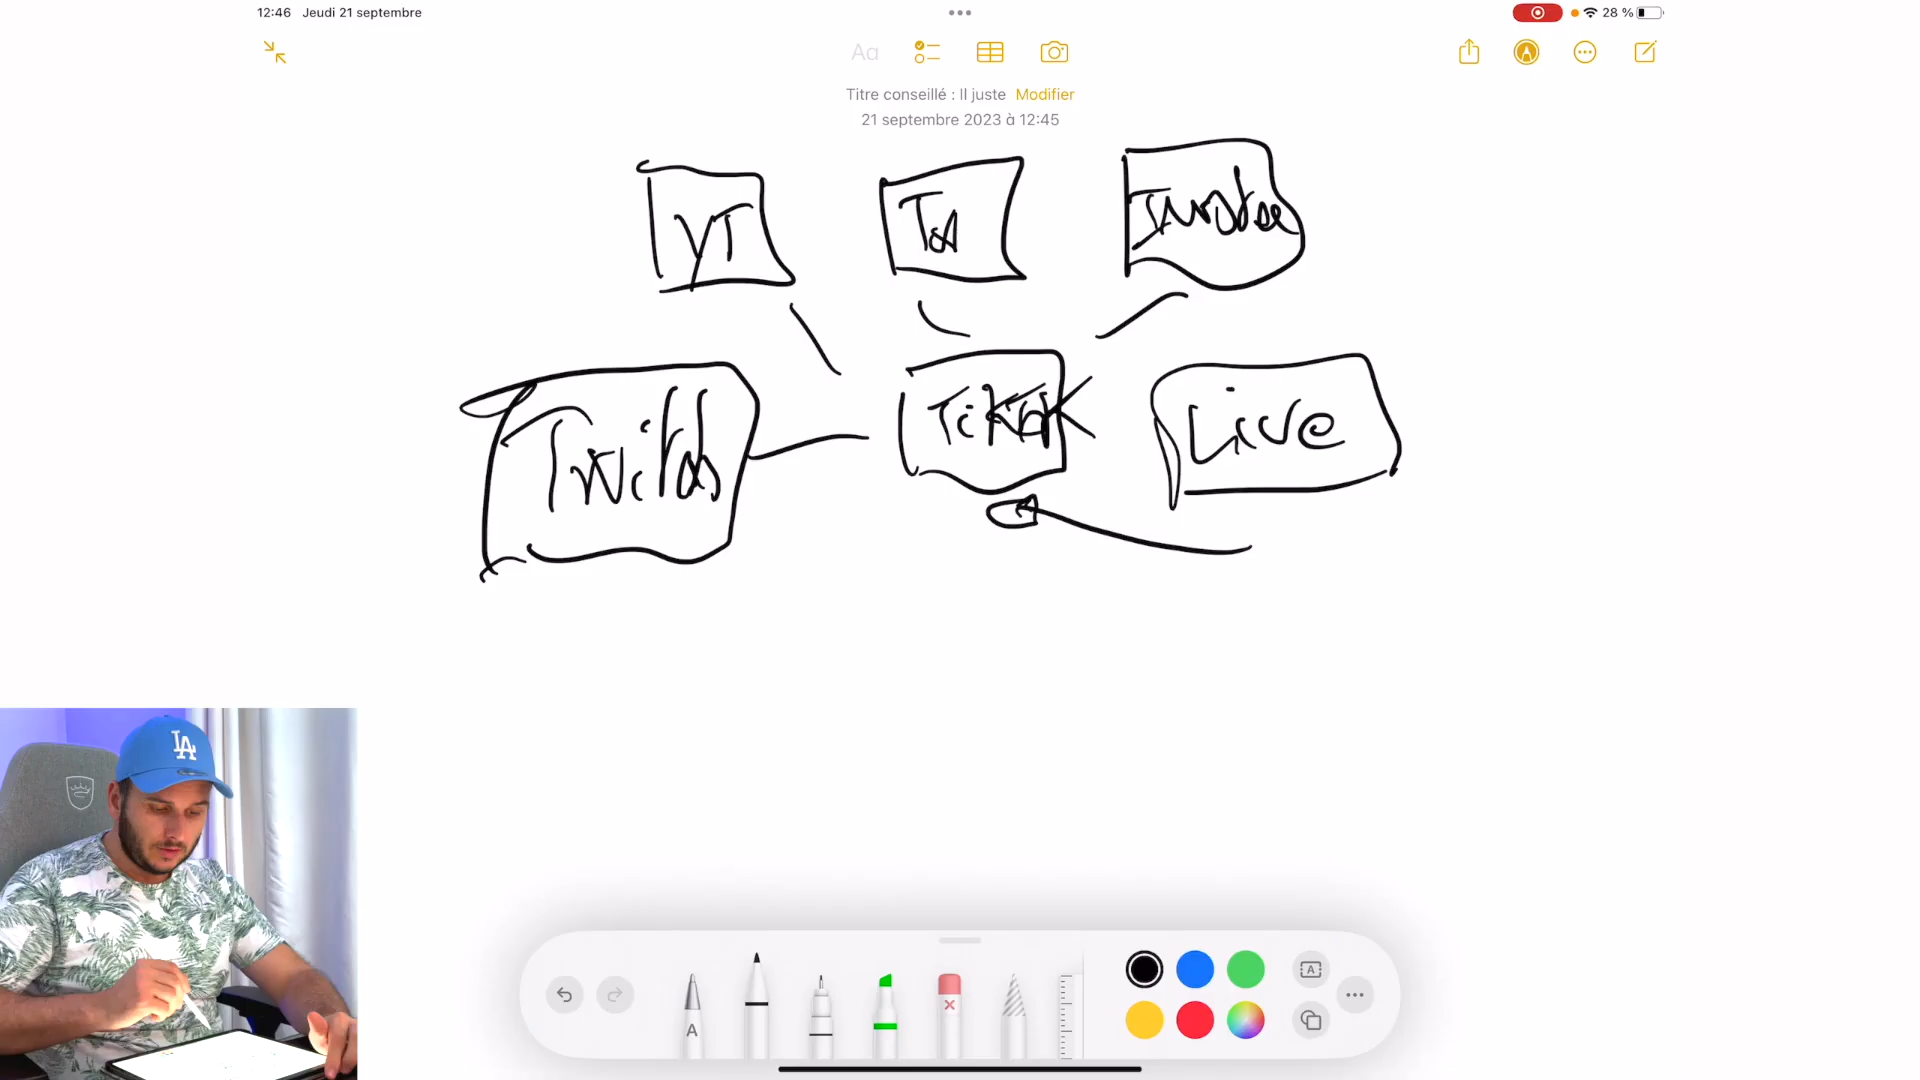 12:46 Jeudi 21 septembre
28 %
Aa
Titre conseillé : Il juste Modifier
21 septembre 2023 à 12:45
YT
TikTok
Live
LA
A
A